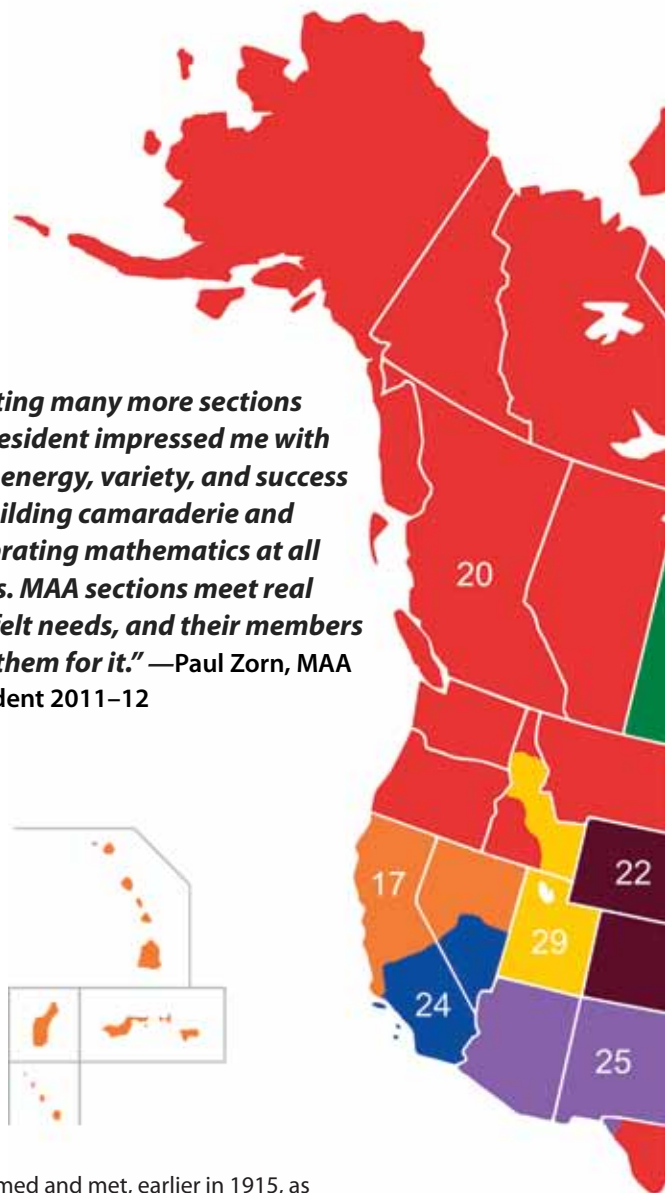 ting many more sections
esident impressed me with
energy, variety, and success
ilding camaraderie and
rating mathematics at all
s. MAA sections meet real
felt needs, and their members
them for it.” —Paul Zorn, MAA
dent 2011–12
20
17
22
29
24
25
med and met, earlier in 1915, as